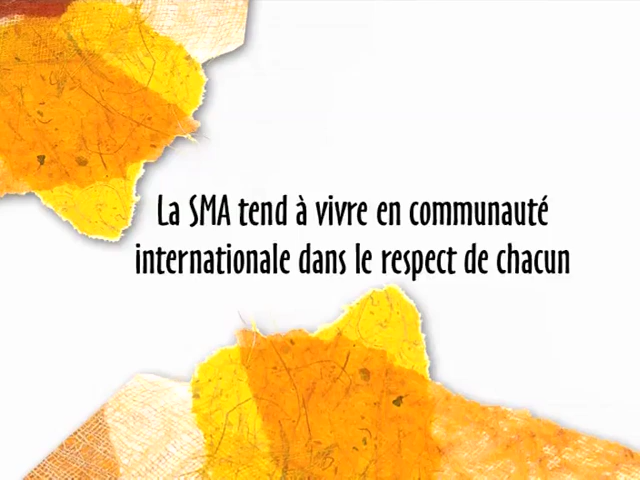 La SMA tend à vivre en communauté
internationale dans le respect de chacun